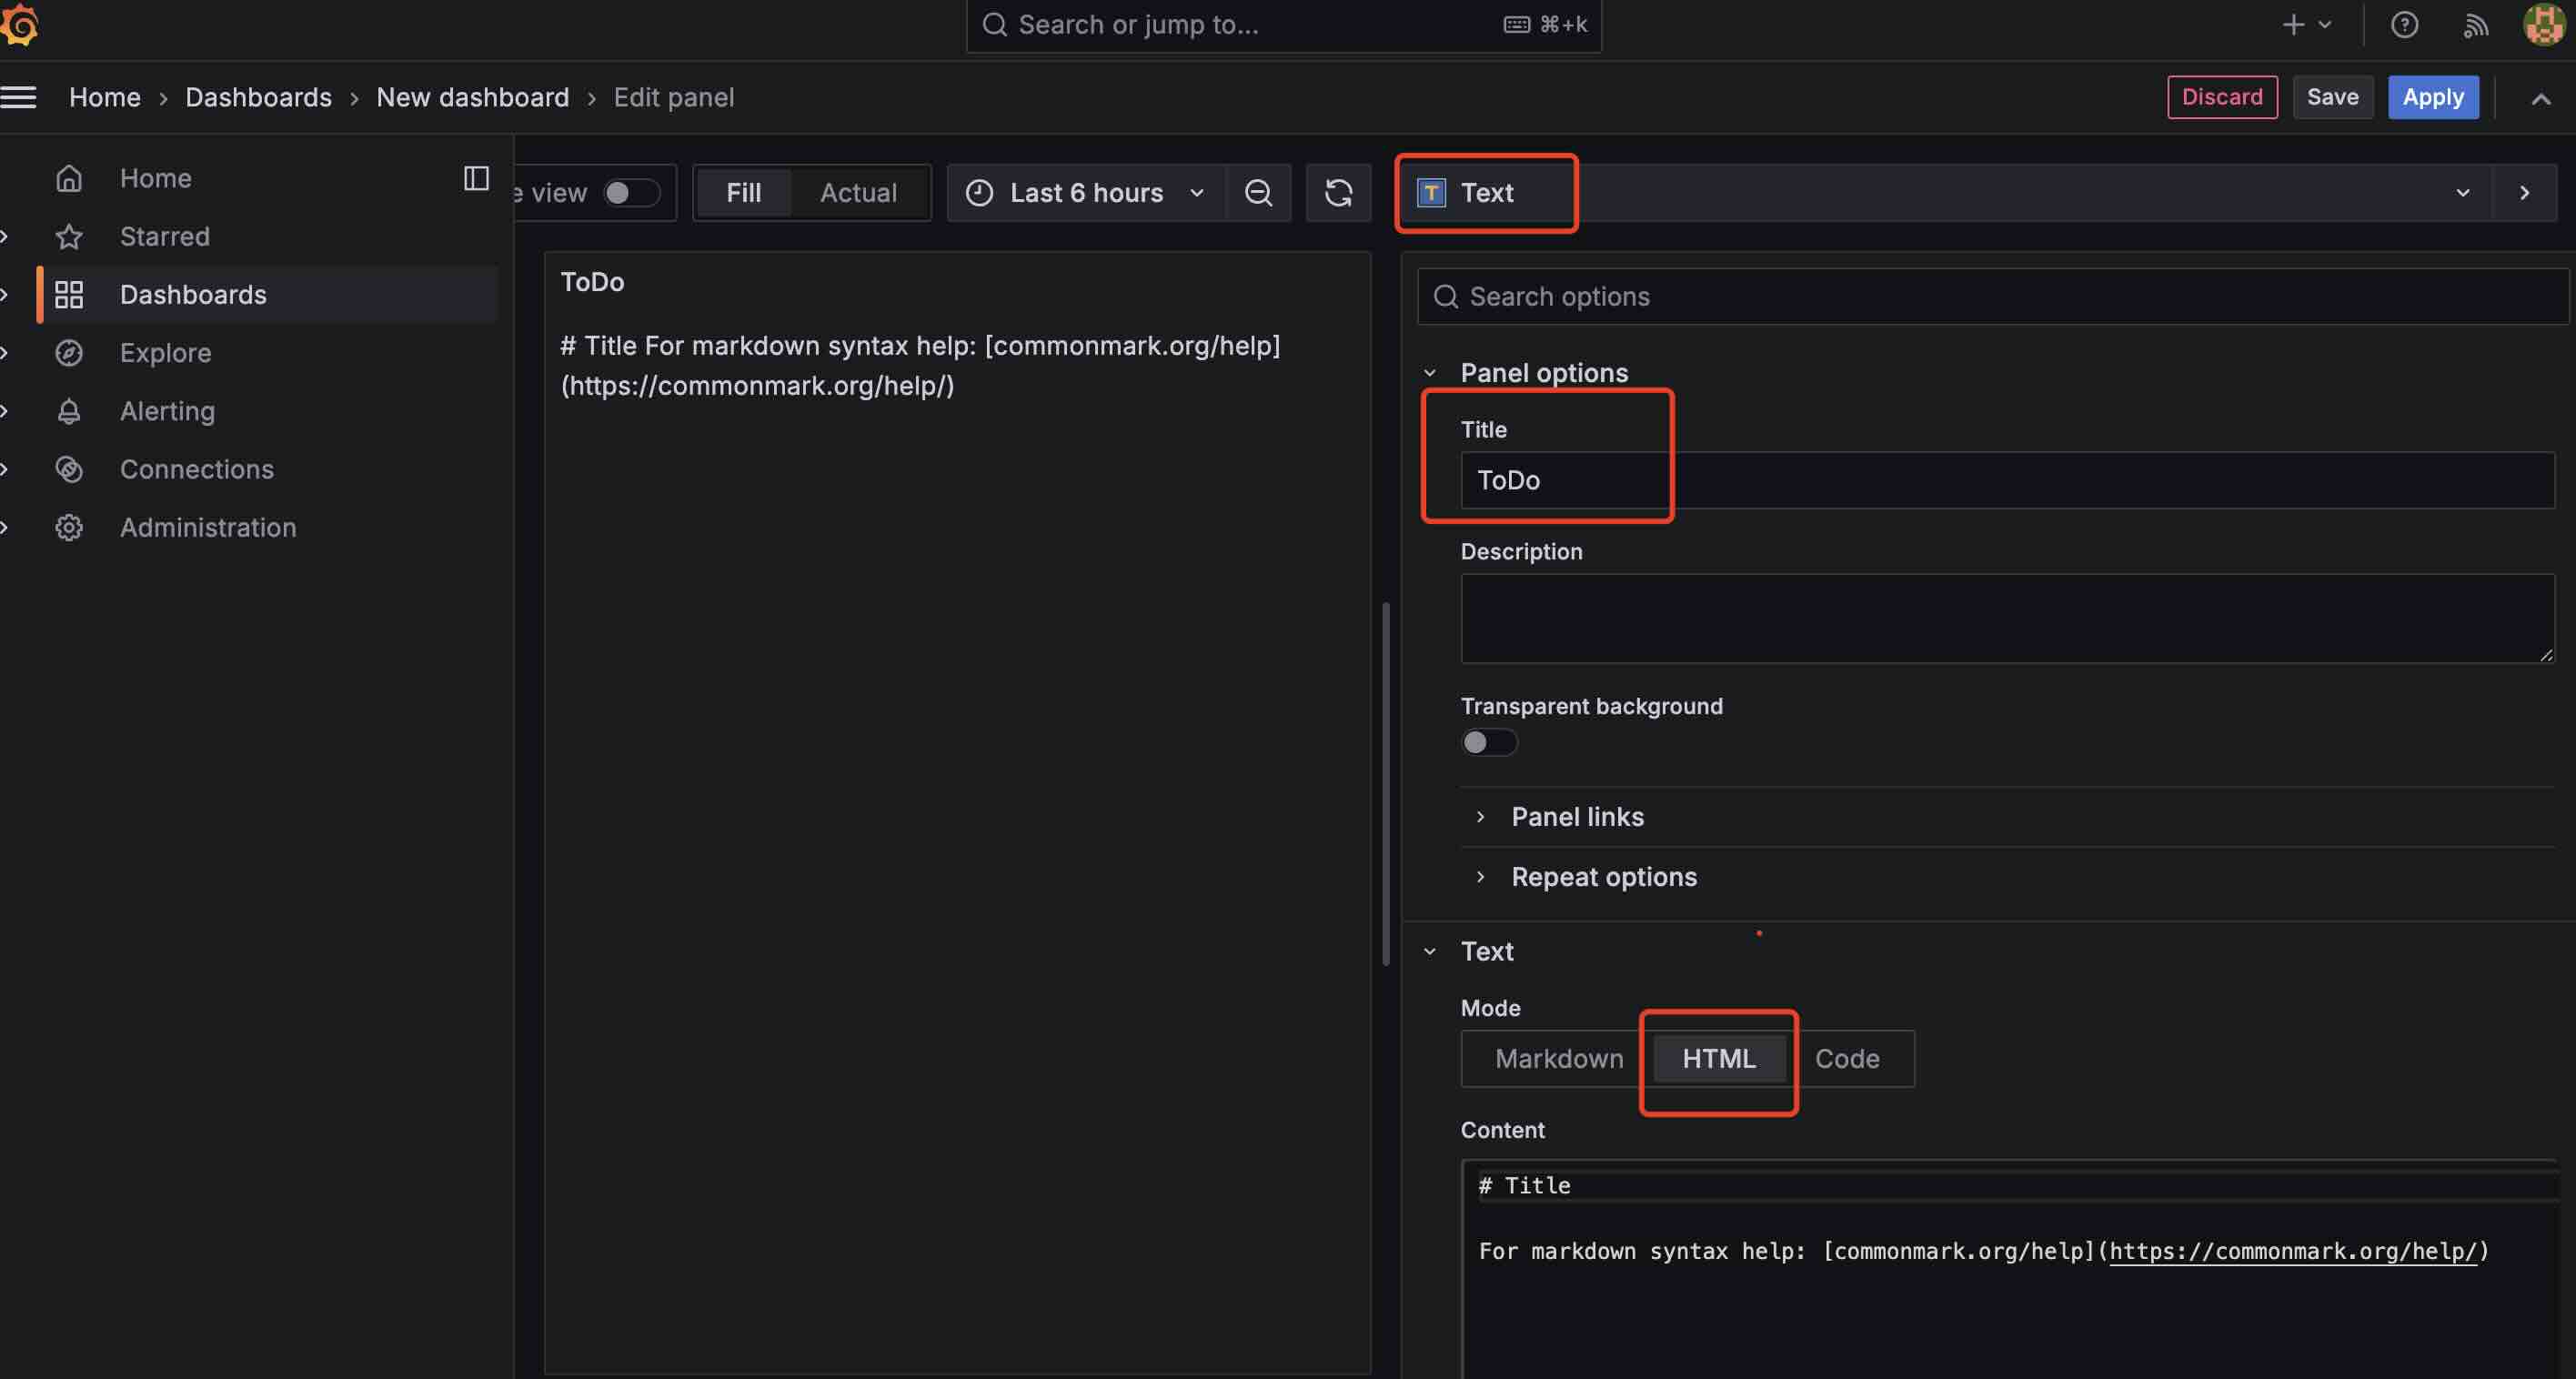 Search or jump to...
⌘+k
Home › Dashboards › New dashboard › Edit panel
Discard
Save
Apply
Home
Starred
Dashboards
Explore
Alerting
Connections
Administration
e view
Fill
Actual
Last 6 hours
Text
ToDo
# Title For markdown syntax help: [commonmark.org/help]
(https://commonmark.org/help/)
Search options
Panel options
Title
ToDo
Description
Transparent background
Panel links
Repeat options
Text
Mode
Markdown
HTML
Code
Content
# Title
For markdown syntax help: [commonmark.org/help](https://commonmark.org/help/)